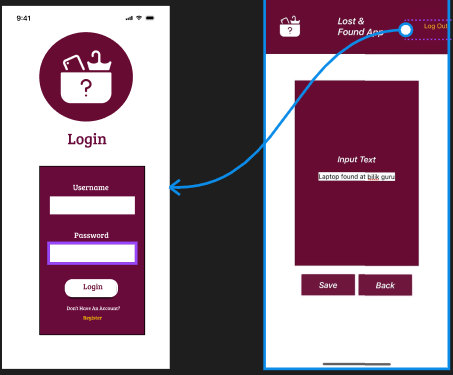 9:41
?
Login
Username
Password
Login
Don't Have An Account?
Register
?
Lost &
Found App
Log Out
Input Text
Laptop found at bilik guru
Save
Back